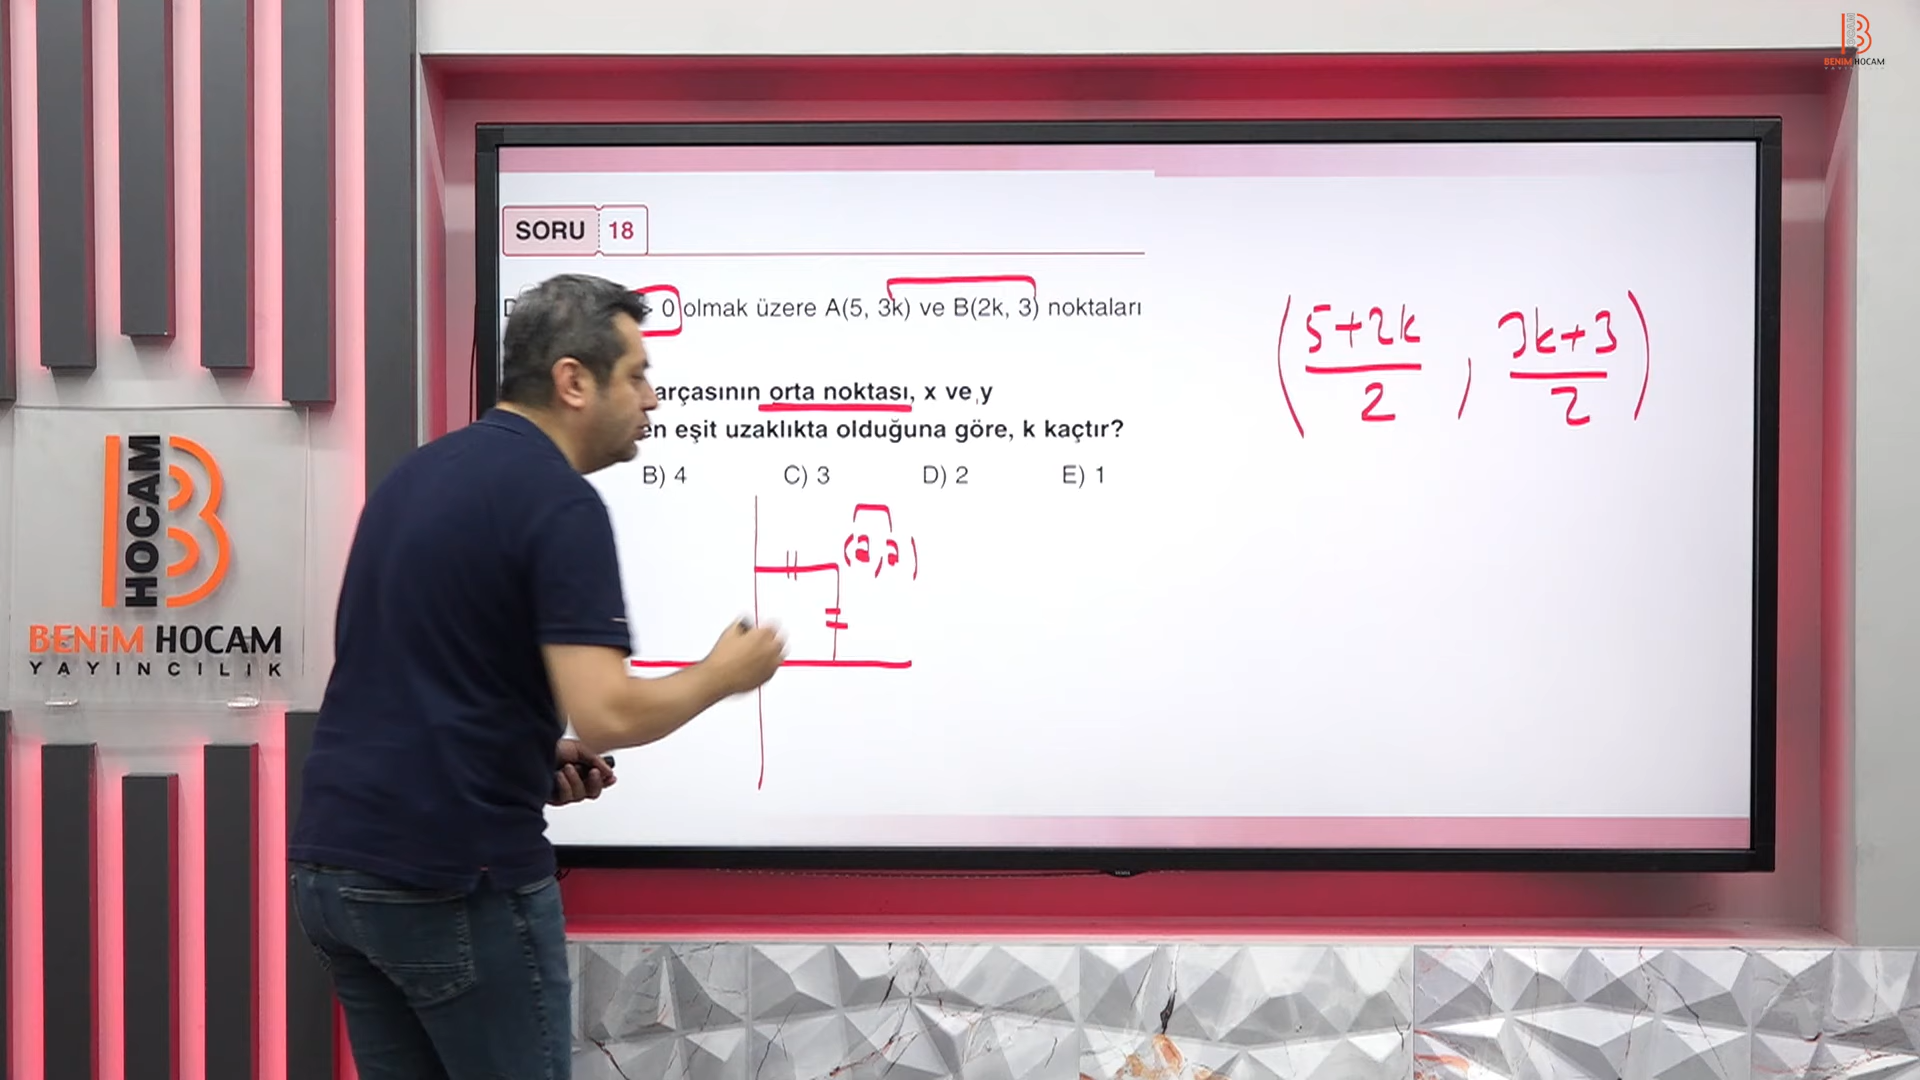 HOCAM
BENİM HOCAM
SORU 18
> 0 olmak üzere A(5, 3k) ve B(2k, 3) noktaları
arçasının orta noktası, x ve y
en eşit uzaklıkta olduğuna göre, k kaçtır?
B) 4 C) 3 D) 2 E) 1
(5+2k/2, 3k+3/2)
(a,a)
HOCAM
BENİM HOCAM
YAYINCILIK